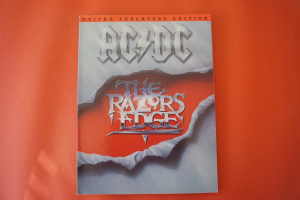 GUITAR TABLATURE EDITION
AC⚡DC
THE
RAZORS
EDGE